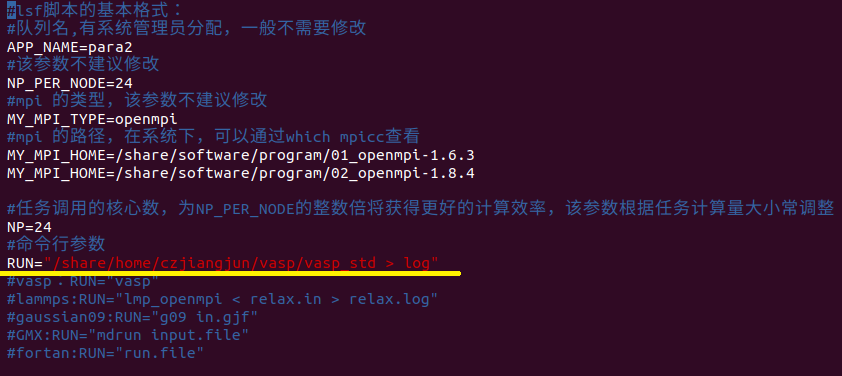 #lsf脚本的基本格式：
#队列名,有系统管理员分配，一般不需要修改
APP_NAME=para2
#该参数不建议修改
NP_PER_NODE=24
#mpi 的类型，该参数不建议修改
MY_MPI_TYPE=openmpi
#mpi 的路径，在系统下，可以通过which mpicc查看
MY_MPI_HOME=/share/software/program/01_openmpi-1.6.3
MY_MPI_HOME=/share/software/program/02_openmpi-1.8.4
#任务调用的核心数，为NP_PER_NODE的整数倍将获得更好的计算效率，该参数根据任务计算量大小常调整
NP=24
#命令行参数
RUN="/share/home/czjiangjun/vasp/vasp_std > log"
#vasp：RUN="vasp"
#lammps:RUN="lmp_openmpi < relax.in > relax.log"
#gaussian09:RUN="g09 in.gjf"
#GMX:RUN="mdrun input.file"
#fortan:RUN="run.file"